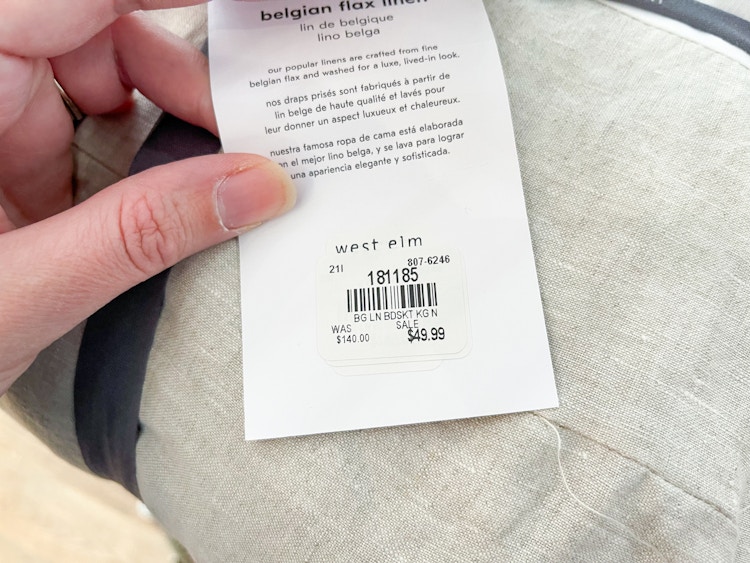 belgian flax linen
lin de belgique
lino belga
our popular linens are crafted from fine
belgian flax and washed for a luxe, lived-in look.
nos draps prisés sont fabriqués à partir de
lin belge de haute qualité et lavés pour
leur donner un aspect luxueux et chaleureux.
nuestra famosa ropa de cama está elaborada
en el mejor lino belga, y se lava para lograr
una apariencia elegante y sofisticada.
west elm
21I 807-6246
181185
BG LN BDSKT KG N
WAS SALE
$140.00 $49.99